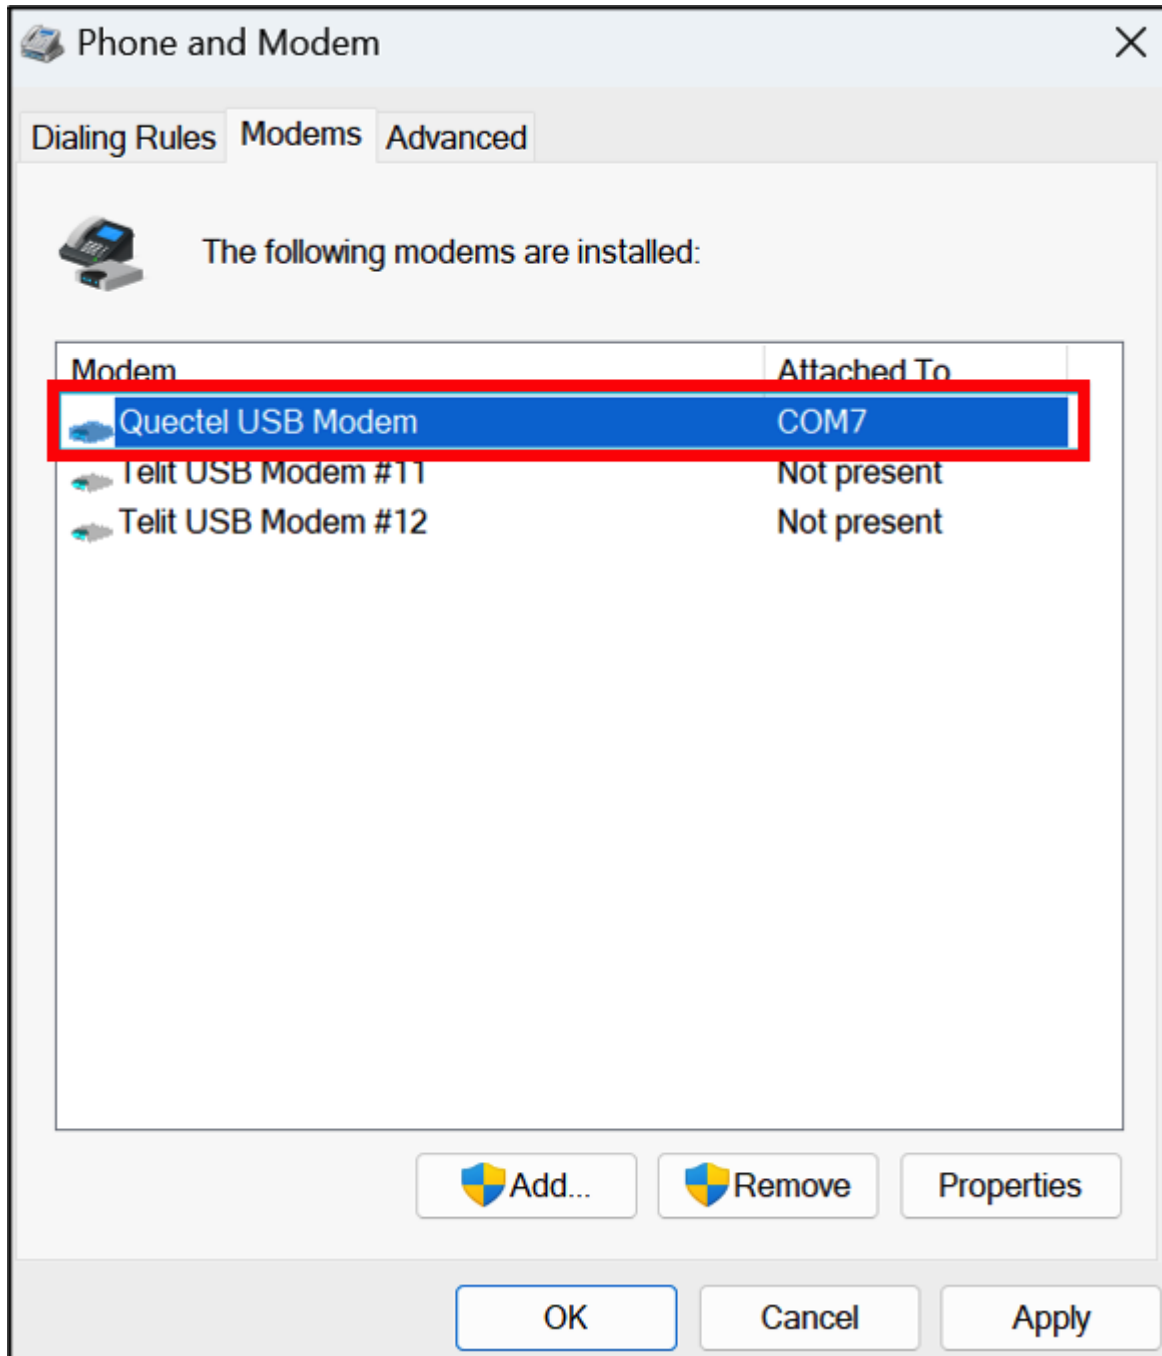 Phone and Modem
Dialing Rules Modems Advanced
The following modems are installed:
Modem Attached To
Quectel USB Modem COM7
Telit USB Modem #11 Not present
Telit USB Modem #12 Not present
Add... Remove Properties
OK Cancel Apply